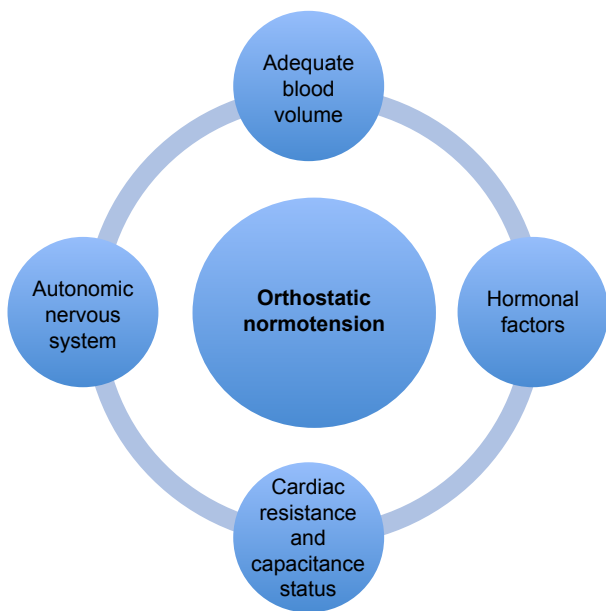 Adequate
blood
volume
Autonomic
nervous
system
Orthostatic
normotension
Hormonal
factors
Cardiac
resistance
and
capacitance
status